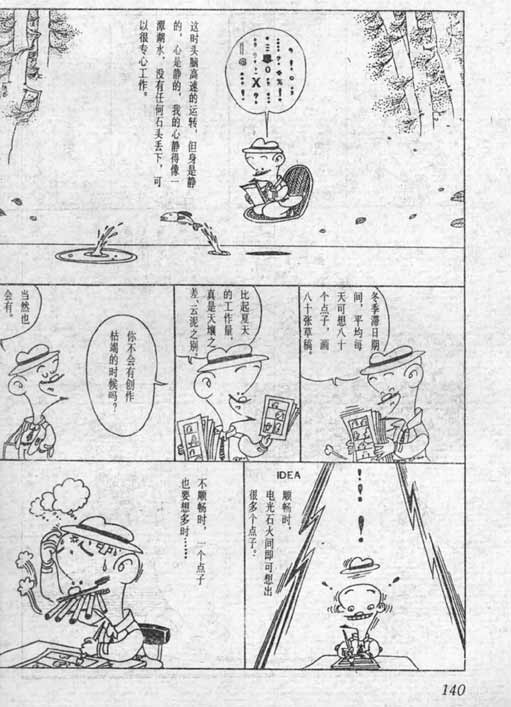 这时头脑高速的运转，但身是静
的，心是静的，我的心静得像一
潭湖水，没有任何石头丢下，可
以很专心工作。
冬季滞日期
间，平均每
天可想八十
个点子，画
八十张草稿。
比起夏天
的工作量，
真是天壤之
差、云泥之别。
你不会有创作
枯竭的时候吗？
当然也
会有。
IDEA
顺畅时，
电光石火间即可想出
很多个点子。
不顺畅时，一个点子
也要想多时……
140